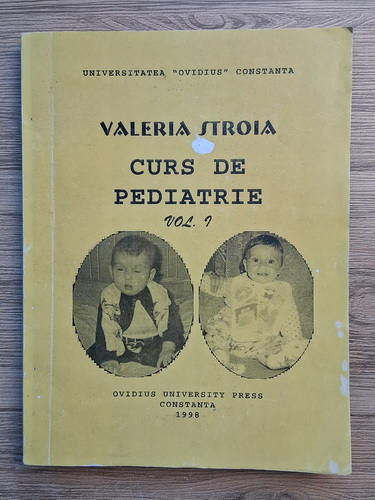 UNIVERSITATEA "OVIDIUS" CONSTANTA
VALERIA STROIA
CURS DE
PEDIATRIE
VOL. I
OVIDIUS UNIVERSITY PRESS
CONSTANTA
1998